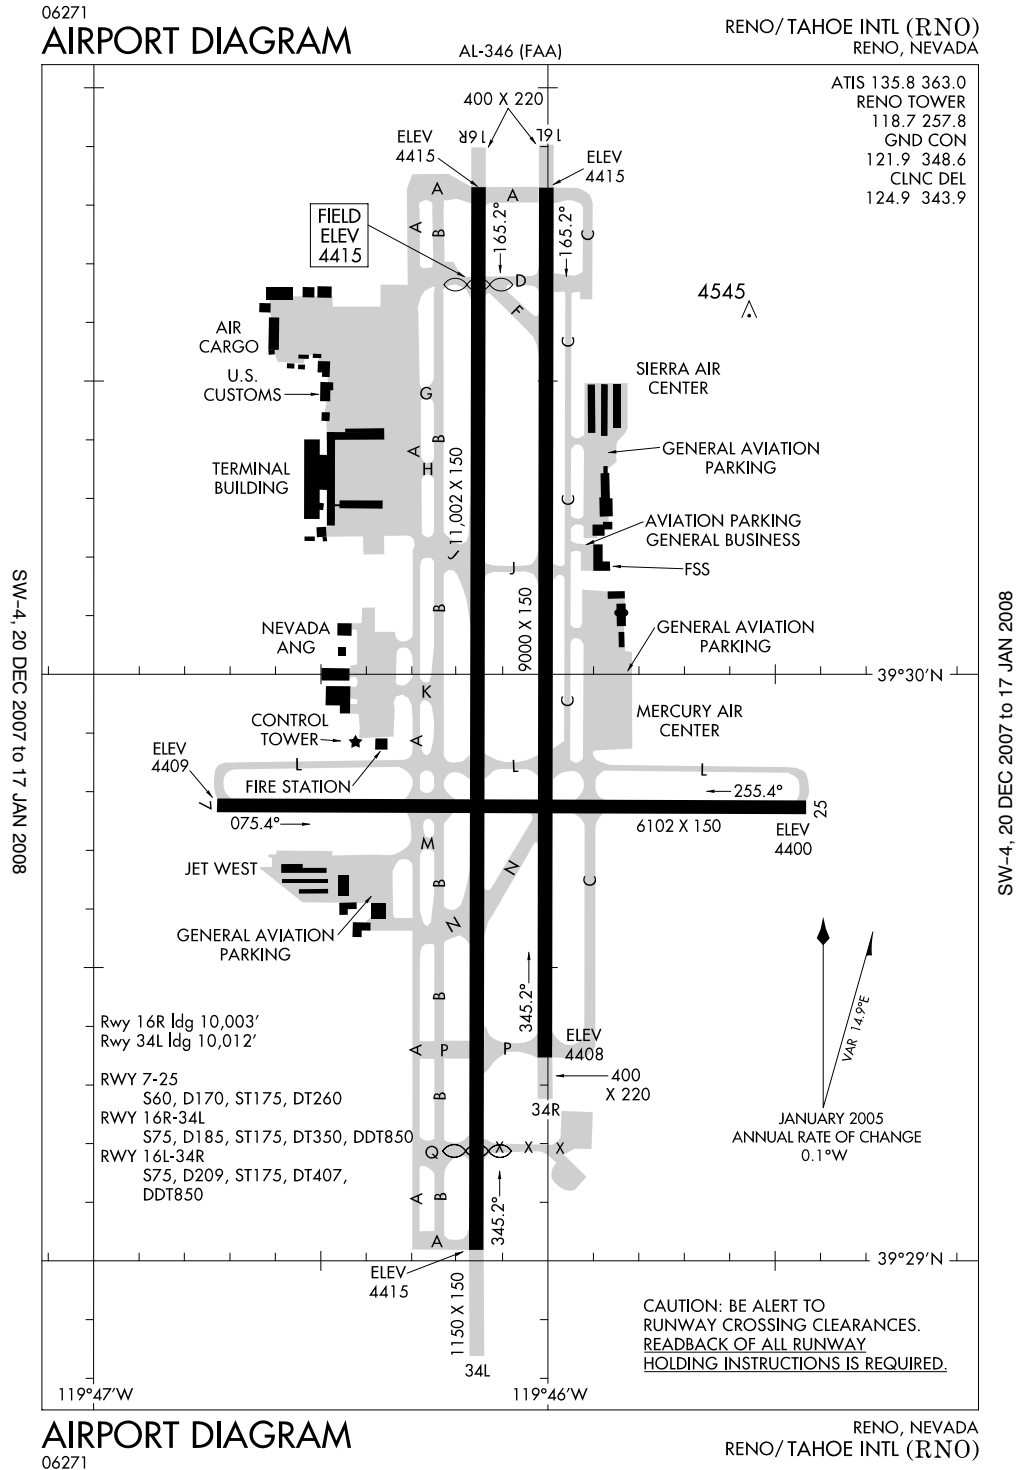 06271
AIRPORT DIAGRAM
AL-346 (FAA)
RENO/TAHOE INTL (RNO)
RENO, NEVADA
ATIS 135.8 363.0
RENO TOWER
118.7 257.8
GND CON
121.9 348.6
CLNC DEL
124.9 343.9
400 X 220
16R
16L
ELEV
4415
ELEV
4415
A
A
A
B
C
165.2°
165.2°
FIELD
ELEV
4415
D
F
4545
AIR
CARGO
C
U.S.
CUSTOMS
SIERRA AIR
CENTER
G
B
A
H
GENERAL AVIATION
PARKING
TERMINAL
BUILDING
11,002 X 150
C
AVIATION PARKING
GENERAL BUSINESS
J
J
FSS
9000 X 150
B
NEVADA
ANG
GENERAL AVIATION
PARKING
39°30'N
K
C
MERCURY AIR
CENTER
CONTROL
TOWER
A
ELEV
4409
L
L
L
FIRE STATION
7
255.4°
25
075.4°
6102 X 150
ELEV
4400
M
JET WEST
B
N
C
N
GENERAL AVIATION
PARKING
B
345.2°
VAR 14.9°E
Rwy 16R ldg 10,003'
Rwy 34L ldg 10,012'
ELEV
4408
A
P
P
400
X 220
RWY 7-25
S60, D170, ST175, DT260
RWY 16R-34L
S75, D185, ST175, DT350, DDT850
RWY 16L-34R
S75, D209, ST175, DT407,
DDT850
B
34R
JANUARY 2005
ANNUAL RATE OF CHANGE
0.1°W
Q
X X X
A
B
345.2°
A
39°29'N
ELEV
4415
1150 X 150
34L
CAUTION: BE ALERT TO
RUNWAY CROSSING CLEARANCES.
READBACK OF ALL RUNWAY
HOLDING INSTRUCTIONS IS REQUIRED.
119°47'W
119°46'W
SW-4, 20 DEC 2007 to 17 JAN 2008
SW-4, 20 DEC 2007 to 17 JAN 2008
AIRPORT DIAGRAM
06271
RENO, NEVADA
RENO/TAHOE INTL (RNO)